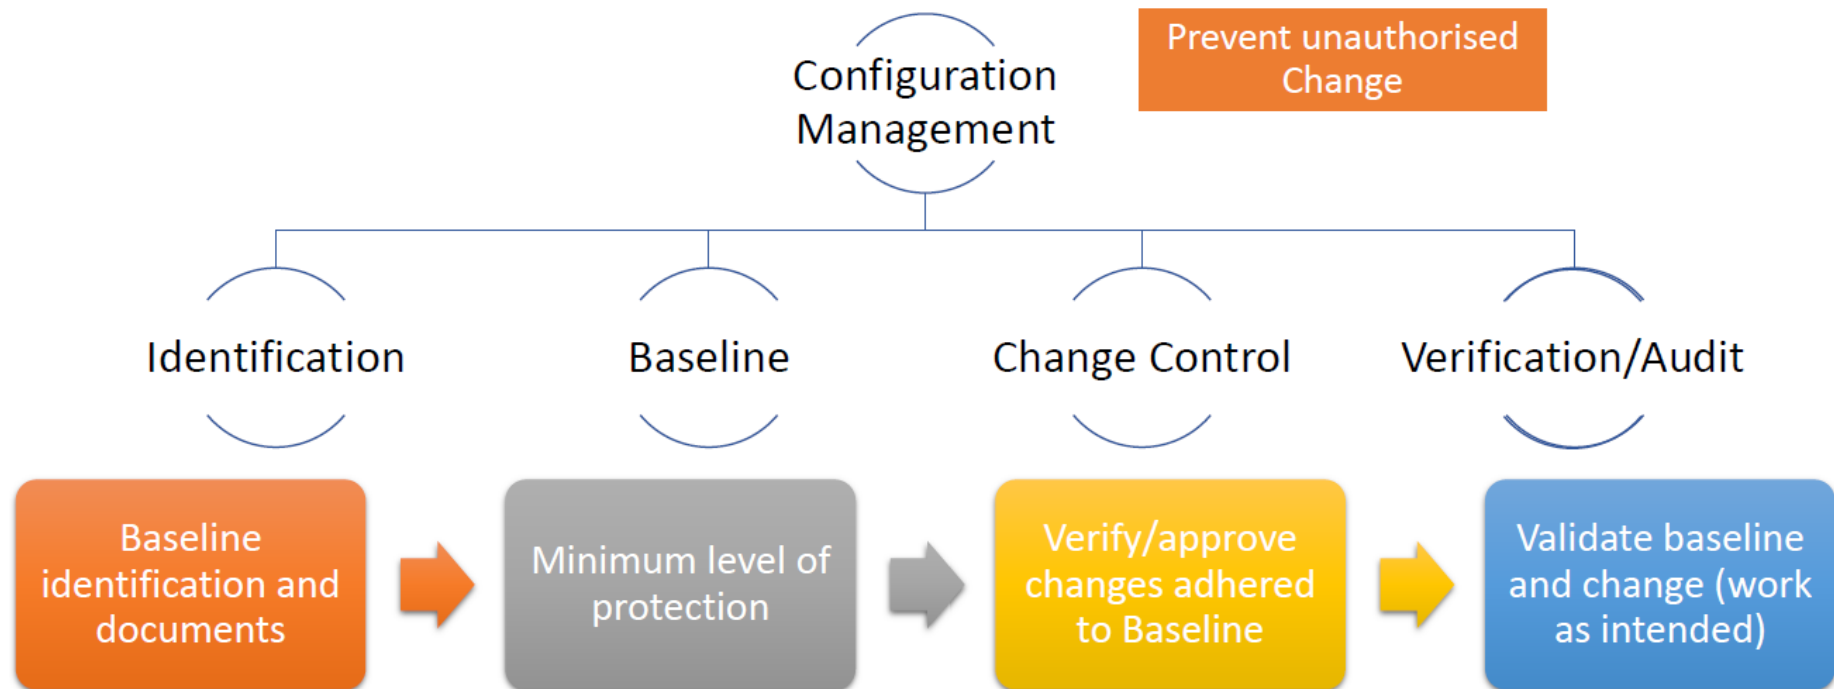 Configuration
Management
Prevent unauthorised
Change
Identification
Baseline
Change Control
Verification/Audit
Baseline
identification and
documents
Minimum level of
protection
Verify/approve
changes adhered
to Baseline
Validate baseline
and change (work
as intended)